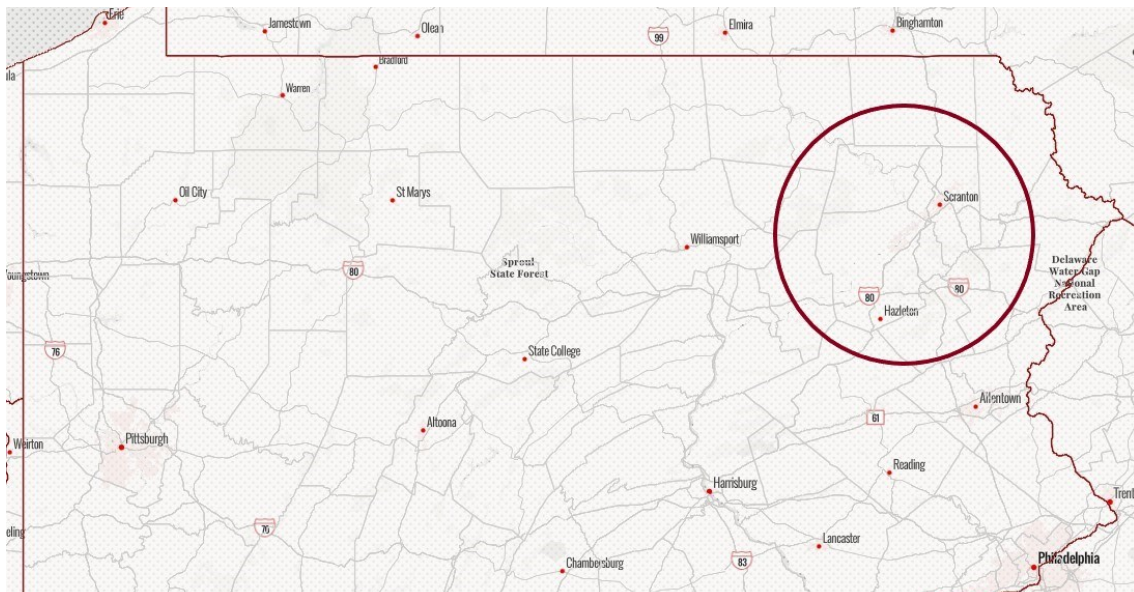 Erie
Jamestown
Olean
99
Elmira
Binghamton
Bradford
Warren
Oil City
St Marys
Scranton
Williamsport
Sproul
State Forest
80
Delaware
Water Gap
National
Recreation
Area
Youngstown
80
80
Hazleton
76
State College
Allentown
61
Altoona
Pittsburgh
Weirton
Reading
Harrisburg
Trent
76
eling
Lancaster
Chambersburg
83
Philadelphia